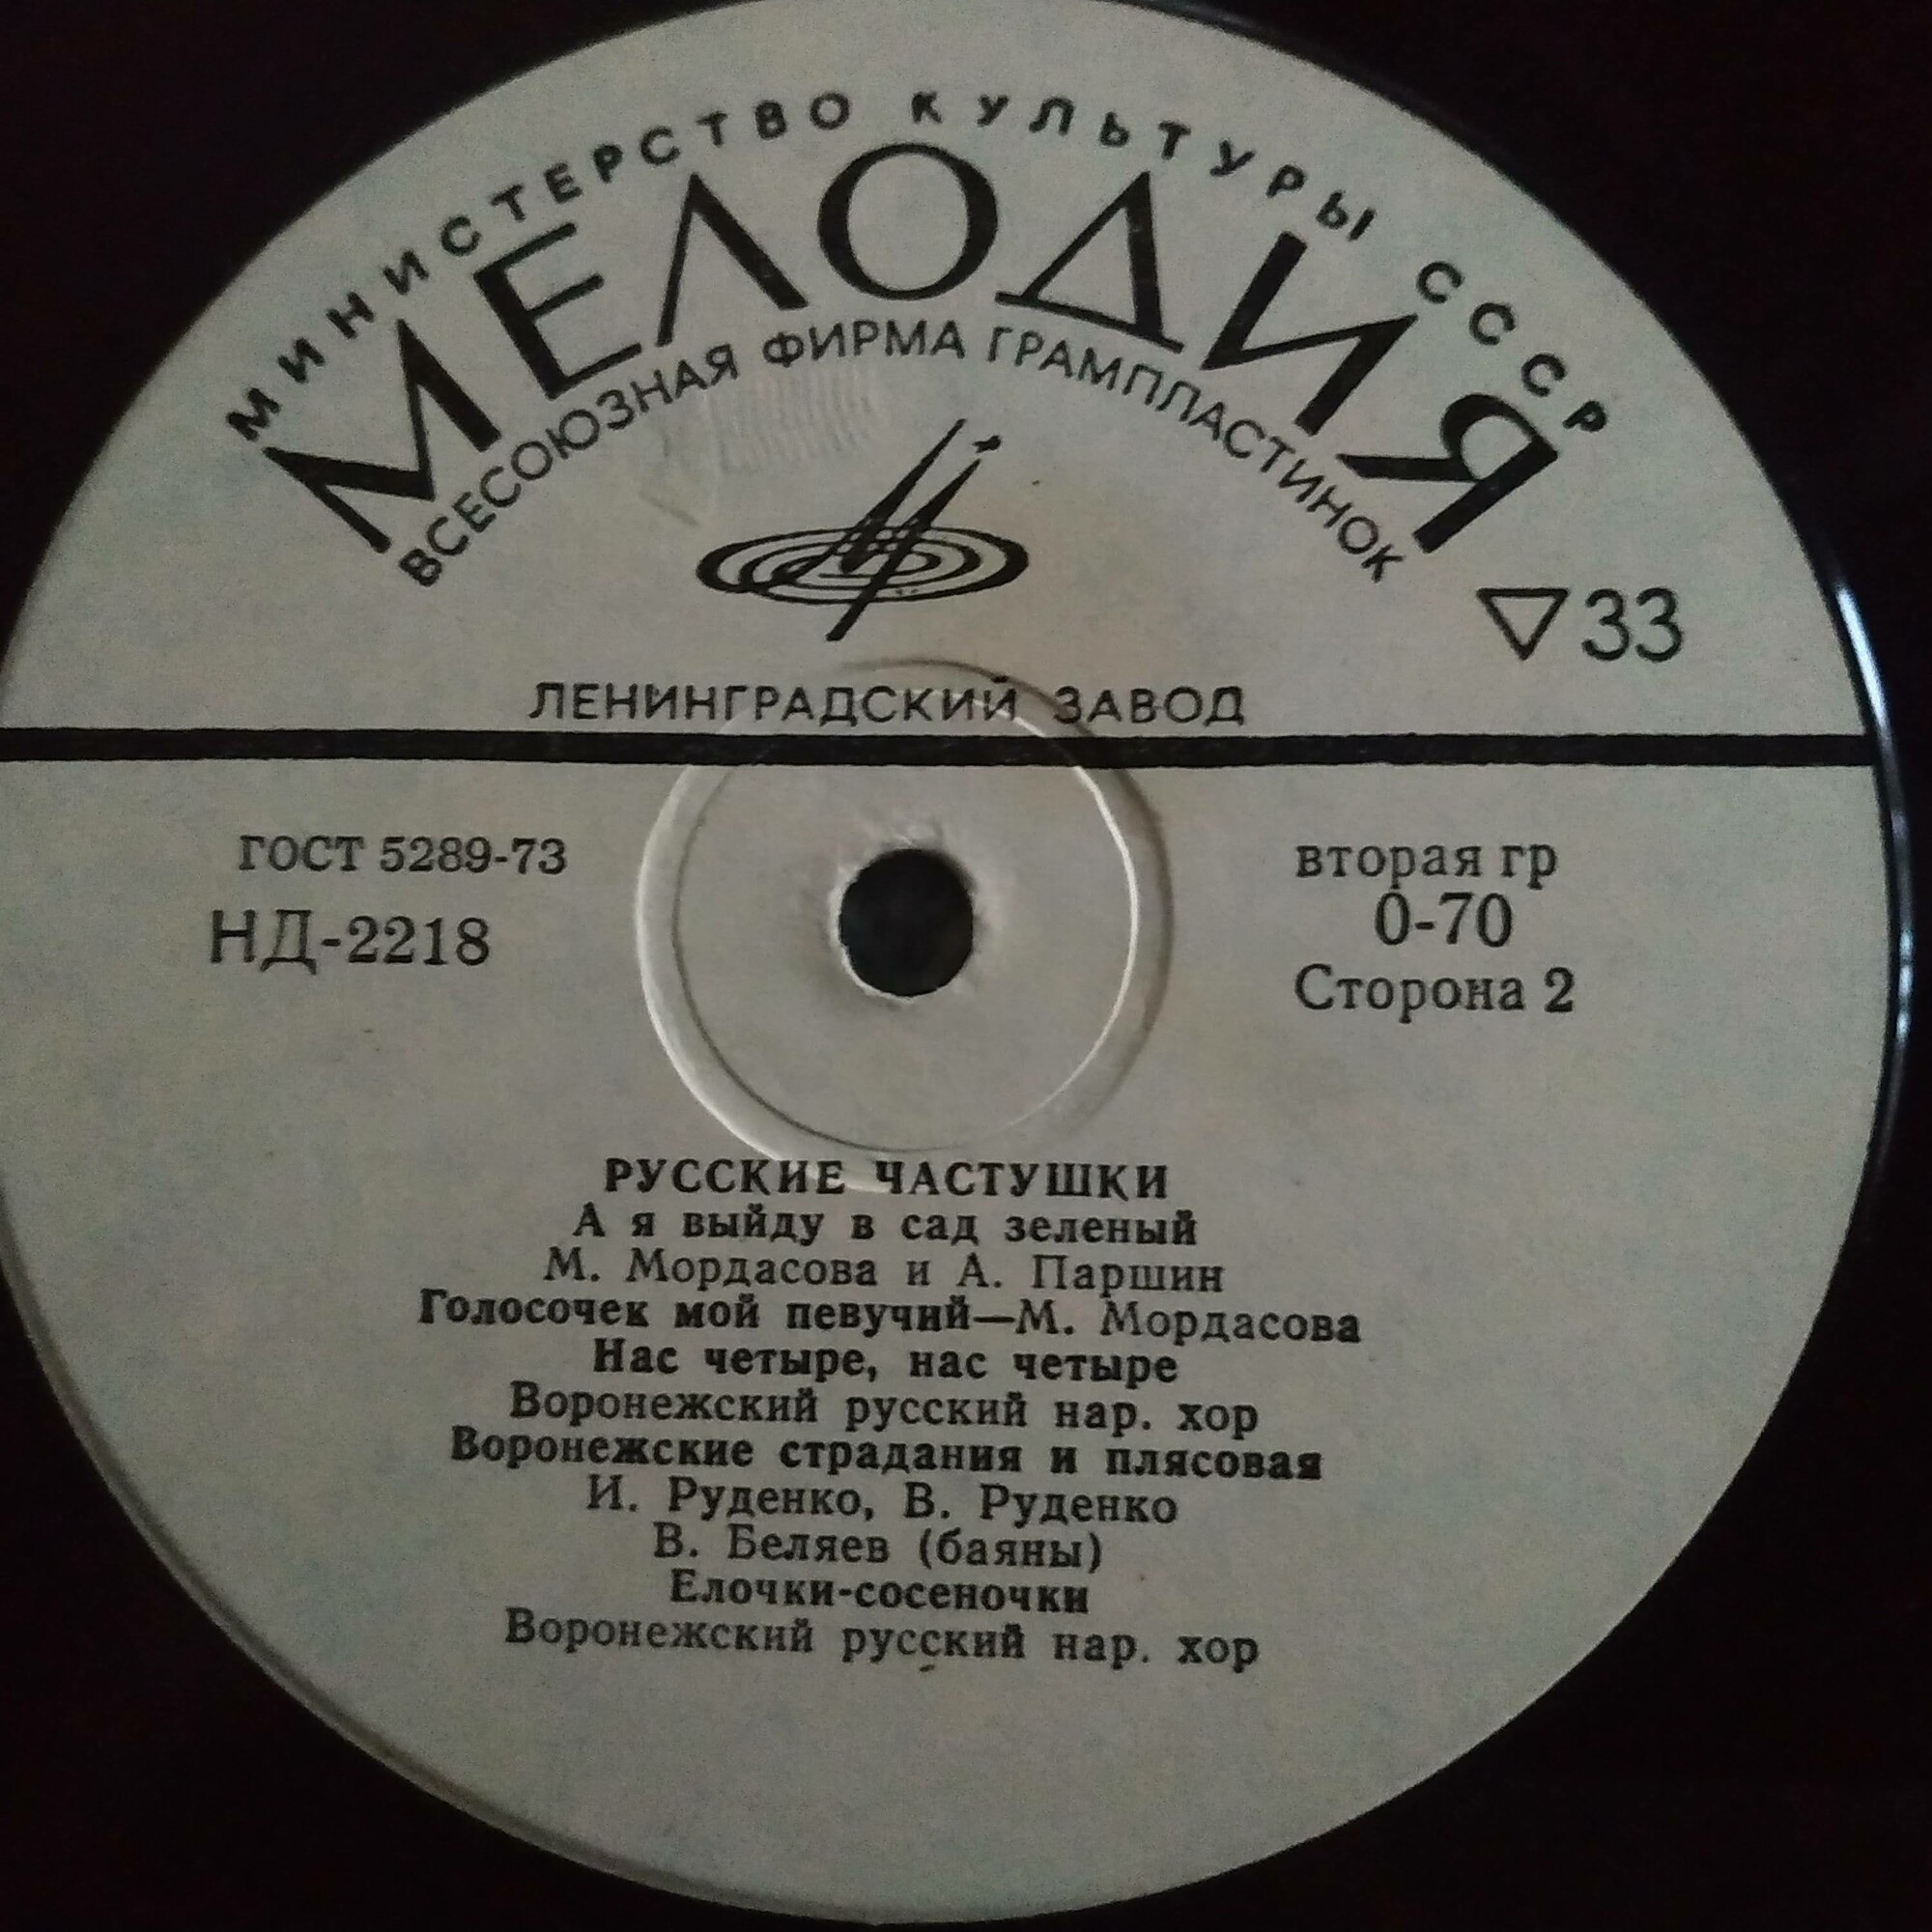 МИНИСТЕРСТВО КУЛЬТУРЫ СССР
МЕЛОДИЯ
ВСЕСОЮЗНАЯ ФИРМА ГРАМПЛАСТИНОК
▽33
ЛЕНИНГРАДСКИЙ ЗАВОД
ГОСТ 5289-73
НД-2218
вторая гр
0-70
Сторона 2
РУССКИЕ ЧАСТУШКИ
А я выйду в сад зеленый
М. Мордасова и А. Паршин
Голосочек мой певучий—М. Мордасова
Нас четыре, нас четыре
Воронежский русский нар. хор
Воронежские страдания и плясовая
И. Руденко, В. Руденко
В. Беляев (баяны)
Елочки-сосеночки
Воронежский русский нар. хор